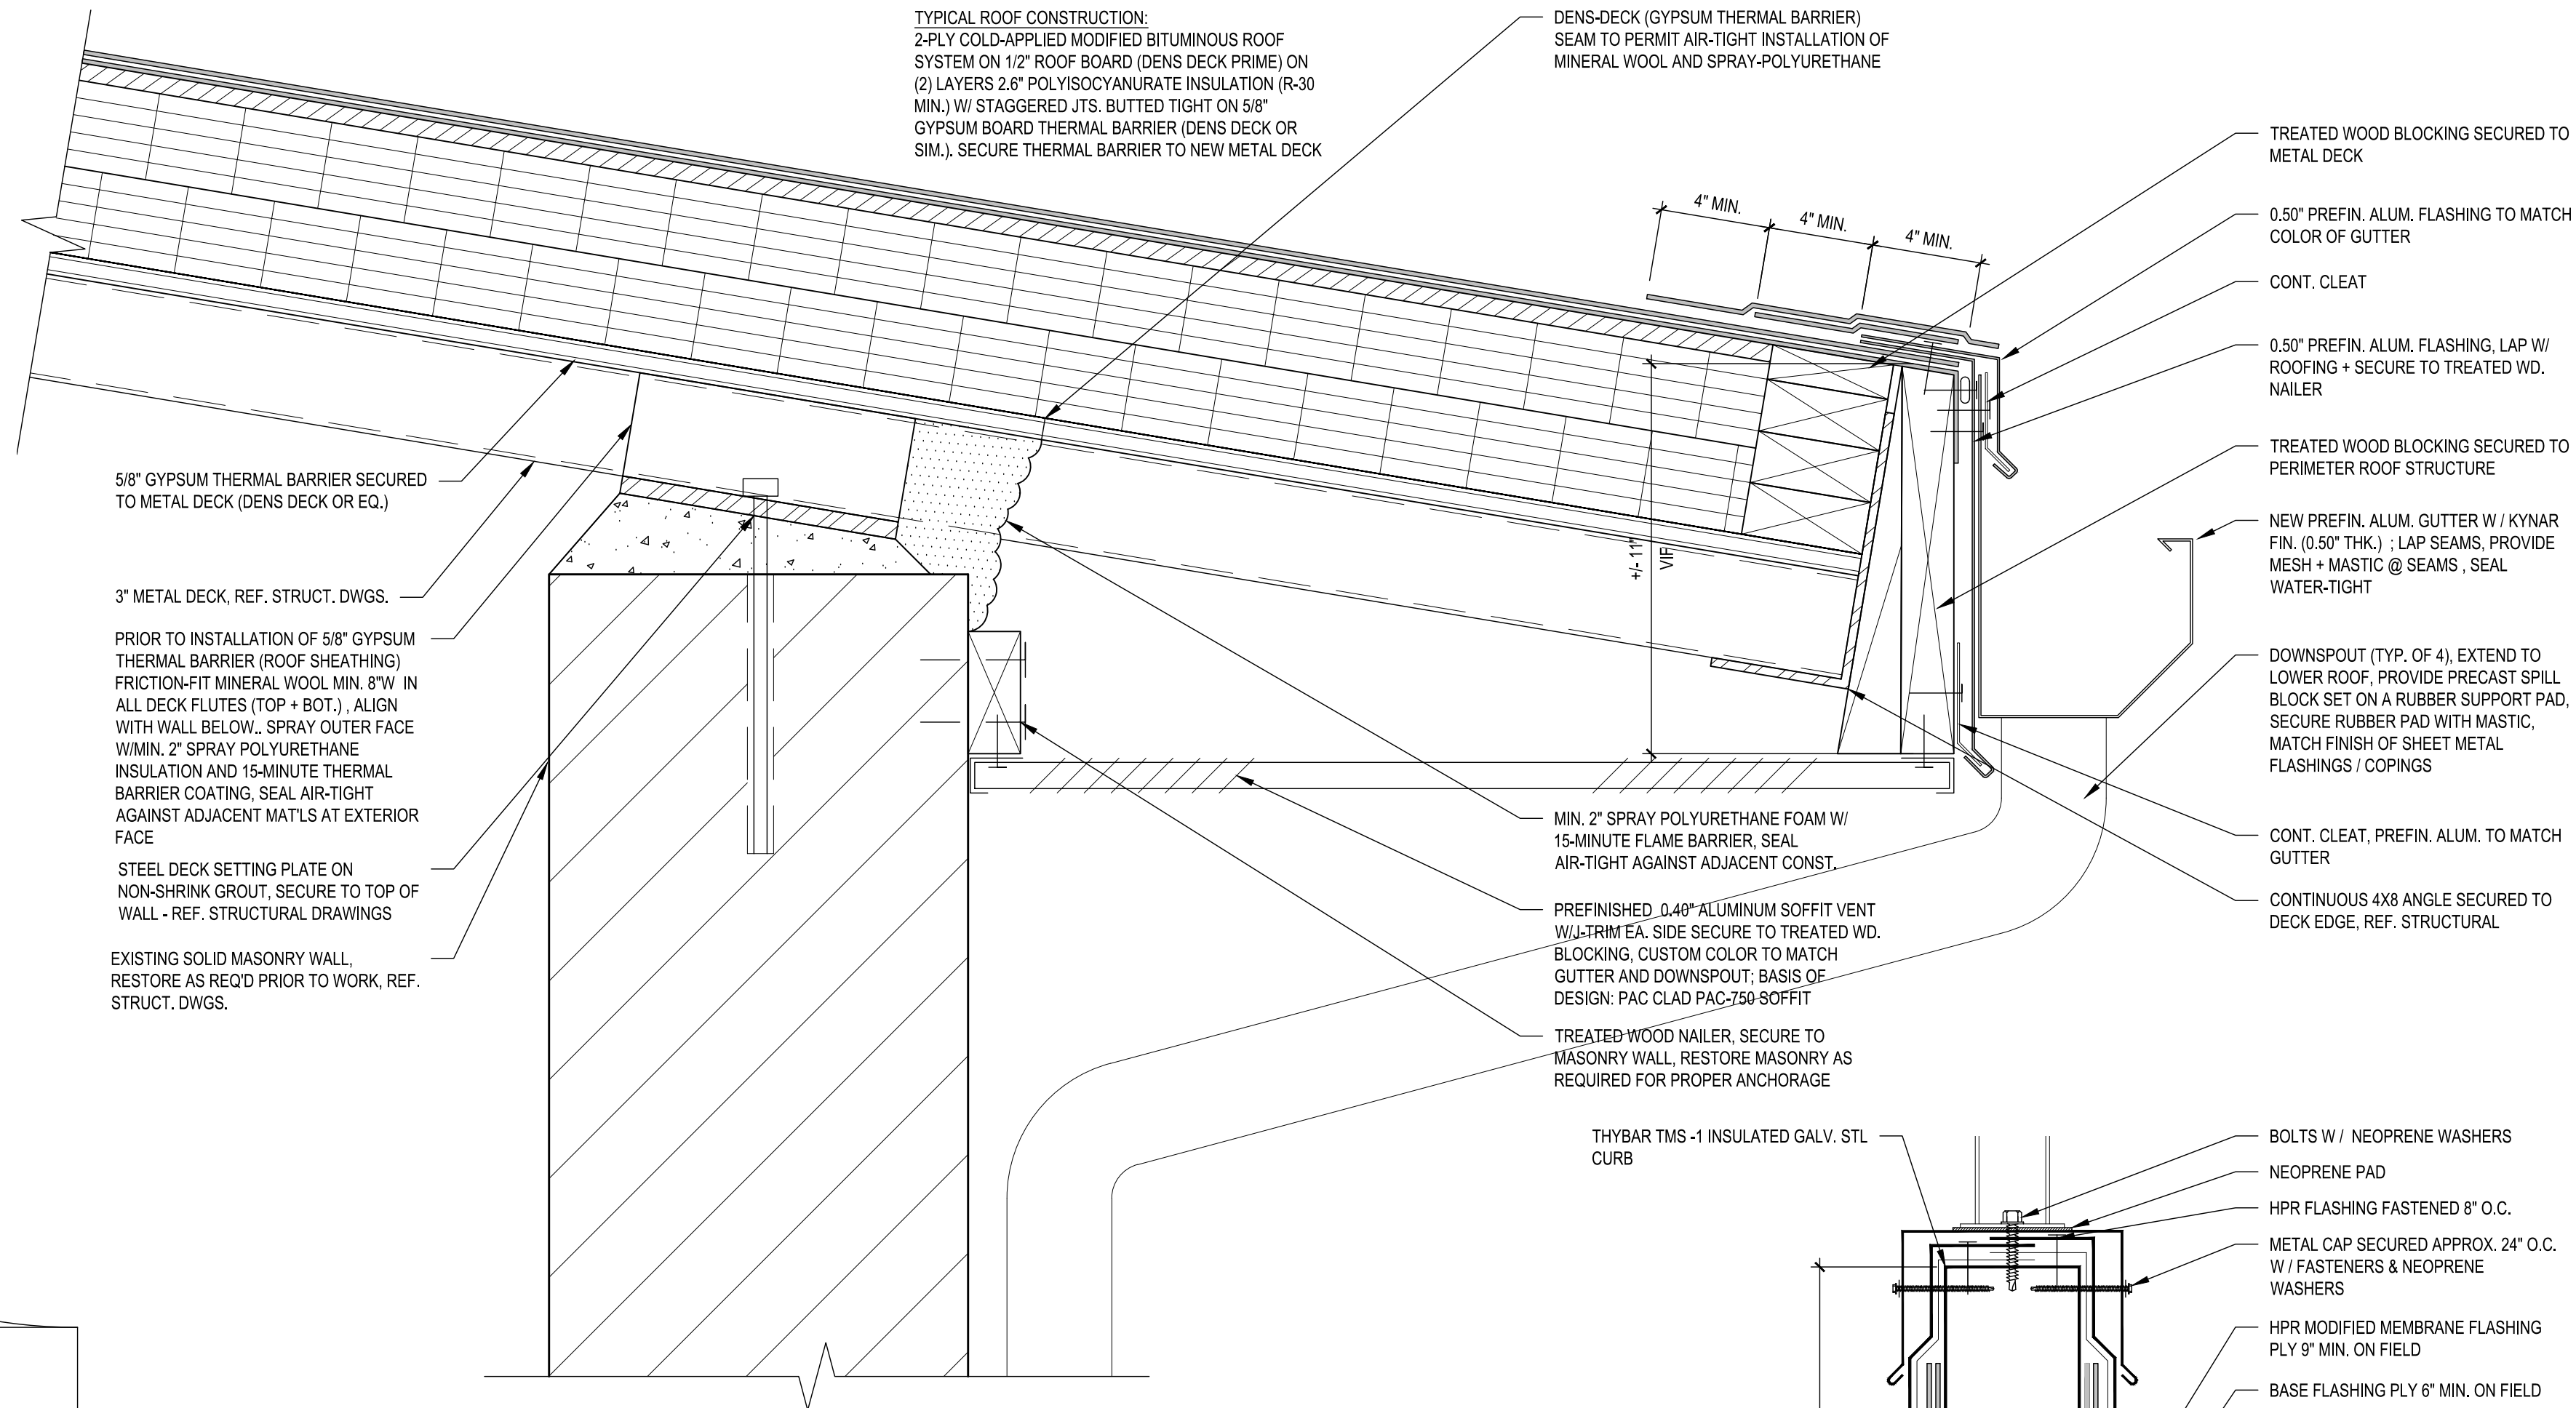 TYPICAL ROOF CONSTRUCTION:
2-PLY COLD-APPLIED MODIFIED BITUMINOUS ROOF
SYSTEM ON 1/2" ROOF BOARD (DENS DECK PRIME) ON
(2) LAYERS 2.6" POLYISOCYANURATE INSULATION (R-30
MIN.) W/ STAGGERED JTS. BUTTED TIGHT ON 5/8"
GYPSUM BOARD THERMAL BARRIER (DENS DECK OR
SIM.). SECURE THERMAL BARRIER TO NEW METAL DECK
DENS-DECK (GYPSUM THERMAL BARRIER)
SEAM TO PERMIT AIR-TIGHT INSTALLATION OF
MINERAL WOOL AND SPRAY-POLYURETHANE
4" MIN.
4" MIN.
4" MIN.
+/- 11"
VIF
5/8" GYPSUM THERMAL BARRIER SECURED
TO METAL DECK (DENS DECK OR EQ.)
3" METAL DECK, REF. STRUCT. DWGS.
PRIOR TO INSTALLATION OF 5/8" GYPSUM
THERMAL BARRIER (ROOF SHEATHING)
FRICTION-FIT MINERAL WOOL MIN. 8"W IN
ALL DECK FLUTES (TOP + BOT.) , ALIGN
WITH WALL BELOW.. SPRAY OUTER FACE
W/MIN. 2" SPRAY POLYURETHANE
INSULATION AND 15-MINUTE THERMAL
BARRIER COATING, SEAL AIR-TIGHT
AGAINST ADJACENT MAT'LS AT EXTERIOR
FACE
STEEL DECK SETTING PLATE ON
NON-SHRINK GROUT, SECURE TO TOP OF
WALL - REF. STRUCTURAL DRAWINGS
EXISTING SOLID MASONRY WALL,
RESTORE AS REQ'D PRIOR TO WORK, REF.
STRUCT. DWGS.
MIN. 2" SPRAY POLYURETHANE FOAM W/
15-MINUTE FLAME BARRIER, SEAL
AIR-TIGHT AGAINST ADJACENT CONST.
PREFINISHED 0.40" ALUMINUM SOFFIT VENT
W/J-TRIM EA. SIDE SECURE TO TREATED WD.
BLOCKING, CUSTOM COLOR TO MATCH
GUTTER AND DOWNSPOUT; BASIS OF
DESIGN: PAC CLAD PAC-750 SOFFIT
TREATED WOOD NAILER, SECURE TO
MASONRY WALL, RESTORE MASONRY AS
REQUIRED FOR PROPER ANCHORAGE
TREATED WOOD BLOCKING SECURED TO
METAL DECK
0.50" PREFIN. ALUM. FLASHING TO MATCH
COLOR OF GUTTER
CONT. CLEAT
0.50" PREFIN. ALUM. FLASHING, LAP W/
ROOFING + SECURE TO TREATED WD.
NAILER
TREATED WOOD BLOCKING SECURED TO
PERIMETER ROOF STRUCTURE
NEW PREFIN. ALUM. GUTTER W / KYNAR
FIN. (0.50" THK.) ; LAP SEAMS, PROVIDE
MESH + MASTIC @ SEAMS , SEAL
WATER-TIGHT
DOWNSPOUT (TYP. OF 4), EXTEND TO
LOWER ROOF, PROVIDE PRECAST SPILL
BLOCK SET ON A RUBBER SUPPORT PAD,
SECURE RUBBER PAD WITH MASTIC,
MATCH FINISH OF SHEET METAL
FLASHINGS / COPINGS
CONT. CLEAT, PREFIN. ALUM. TO MATCH
GUTTER
CONTINUOUS 4X8 ANGLE SECURED TO
DECK EDGE, REF. STRUCTURAL
THYBAR TMS -1 INSULATED GALV. STL
CURB
BOLTS W / NEOPRENE WASHERS
NEOPRENE PAD
HPR FLASHING FASTENED 8" O.C.
METAL CAP SECURED APPROX. 24" O.C.
W / FASTENERS & NEOPRENE
WASHERS
HPR MODIFIED MEMBRANE FLASHING
PLY 9" MIN. ON FIELD
BASE FLASHING PLY 6" MIN. ON FIELD